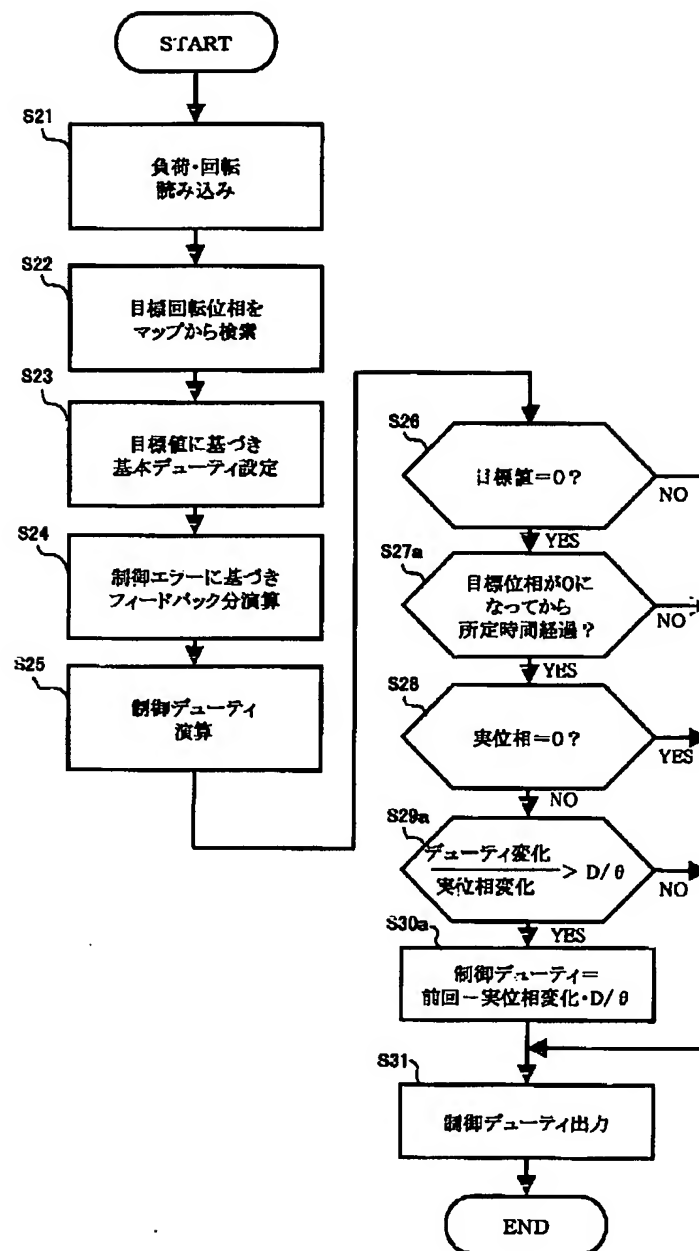 START
S21
負荷・回転
読み込み
S22
目標回転位相を
マップから検索
S23
目標値に基づき
基本デューティ設定
S24
制御エラーに基づき
フィードバック分演算
S25
制御デューティ
演算
S26
目標値=0?
NO
YES
S27a
目標位相が0に
なってから
所定時間経過?
NO
YES
S28
実位相=0?
YES
NO
S29a
デューティ変化
実位相変化
> D/θ
NO
YES
S30a
制御デューティ=
前回-実位相変化・D/θ
S31
制御デューティ出力
END